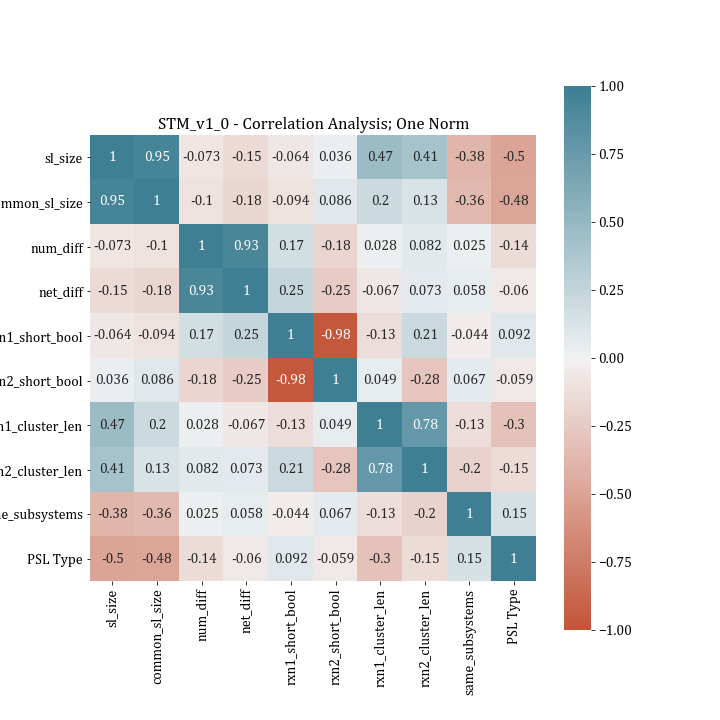 STM_v1_0 - Correlation Analysis; One Norm
sl_size 1 0.95 -0.073 -0.15 -0.064 0.036 0.47 0.41 -0.38 -0.5
mmon_sl_size 0.95 1 -0.1 -0.18 -0.094 0.086 0.2 0.13 -0.36 -0.48
num_diff -0.073 -0.1 1 0.93 0.17 -0.18 0.028 0.082 0.025 -0.14
net_diff -0.15 -0.18 0.93 1 0.25 -0.25 -0.067 0.073 0.058 -0.06
n1_short_bool -0.064 -0.094 0.17 0.25 1 -0.98 -0.13 0.21 -0.044 0.092
n2_short_bool 0.036 0.086 -0.18 -0.25 -0.98 1 0.049 -0.28 0.067 -0.059
n1_cluster_len 0.47 0.2 0.028 -0.067 -0.13 0.049 1 0.78 -0.13 -0.3
n2_cluster_len 0.41 0.13 0.082 0.073 0.21 -0.28 0.78 1 -0.2 -0.15
e_subsystems -0.38 -0.36 0.025 0.058 -0.044 0.067 -0.13 -0.2 1 0.15
PSL Type -0.5 -0.48 -0.14 -0.06 0.092 -0.059 -0.3 -0.15 0.15 1
sl_size
common_sl_size
num_diff
net_diff
rxn1_short_bool
rxn2_short_bool
rxn1_cluster_len
rxn2_cluster_len
same_subsystems
PSL Type
1.00
0.75
0.50
0.25
0.00
−0.25
−0.50
−0.75
−1.00